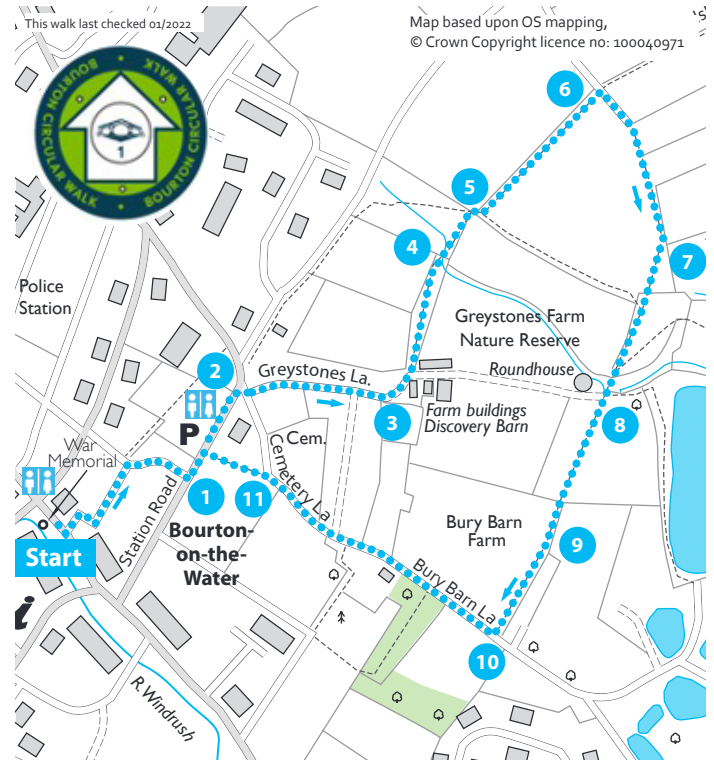 This walk last checked 01/2022
Map based upon OS mapping,
© Crown Copyright licence no: 100040971
BOURTON CIRCULAR WALK • BOURTON CIRCULAR WALK •
1
6
5
4
7
Police
Station
Greystones Farm
Nature Reserve
Roundhouse
2
Greystones La.
P
3
Farm buildings
Discovery Barn
8
War
Memorial
Cem.
Cemetery La.
1
11
Station Road
Bourton-
on-the-
Water
Start
Bury Barn
Farm
9
Bury Barn La
10
i
R.Windrush